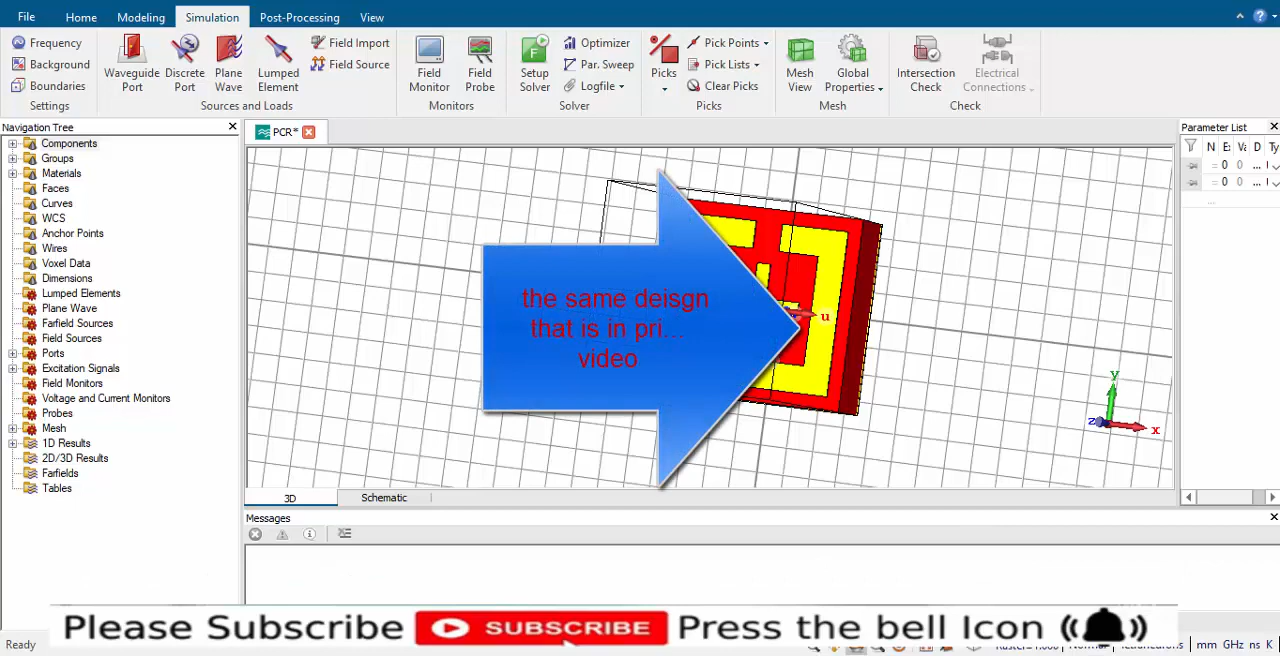 File Home Modeling Simulation Post-Processing View
Frequency
Background
Boundaries
Settings
Waveguide Port
Discrete Port
Plane Wave
Lumped Element
Field Import
Field Source
Sources and Loads
Field Monitor
Field Probe
Monitors
Setup Solver
Optimizer
Par. Sweep
Logfile
Solver
Picks
Pick Points
Pick Lists
Clear Picks
Picks
Mesh View
Global Properties
Mesh
Intersection Check
Electrical Connections
Check
Navigation Tree
Components
Groups
Materials
Faces
Curves
WCS
Anchor Points
Wires
Voxel Data
Dimensions
Lumped Elements
Plane Wave
Farfield Sources
Field Sources
Ports
Excitation Signals
Field Monitors
Voltage and Current Monitors
Probes
Mesh
1D Results
2D/3D Results
Farfields
Tables
PCR*
the same deisgn
that is in pri...
video
u
y
z
x
3D Schematic
Parameter List
N E Va D Ty
= 0 0 ...
= 0 0 ...
...
Messages
Please Subscribe SUBSCRIBE Press the bell Icon
Ready
mm GHz ns K